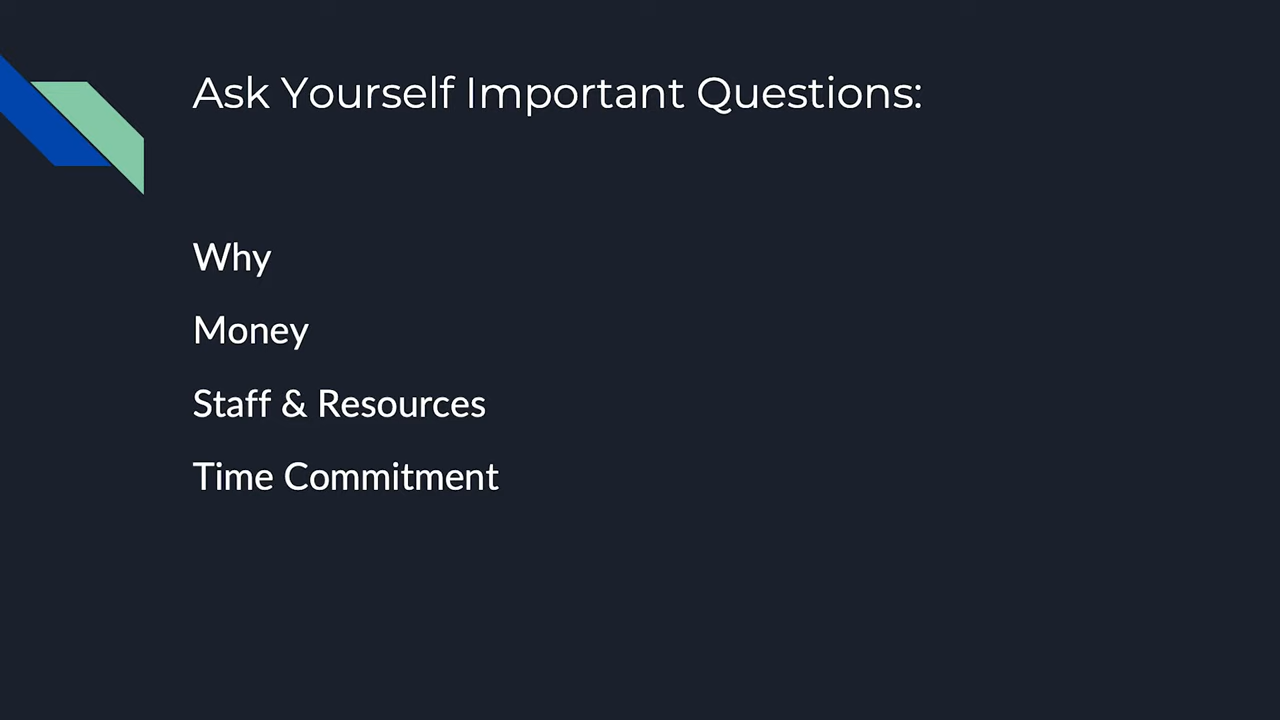 Ask Yourself Important Questions:
Why
Money
Staff & Resources
Time Commitment